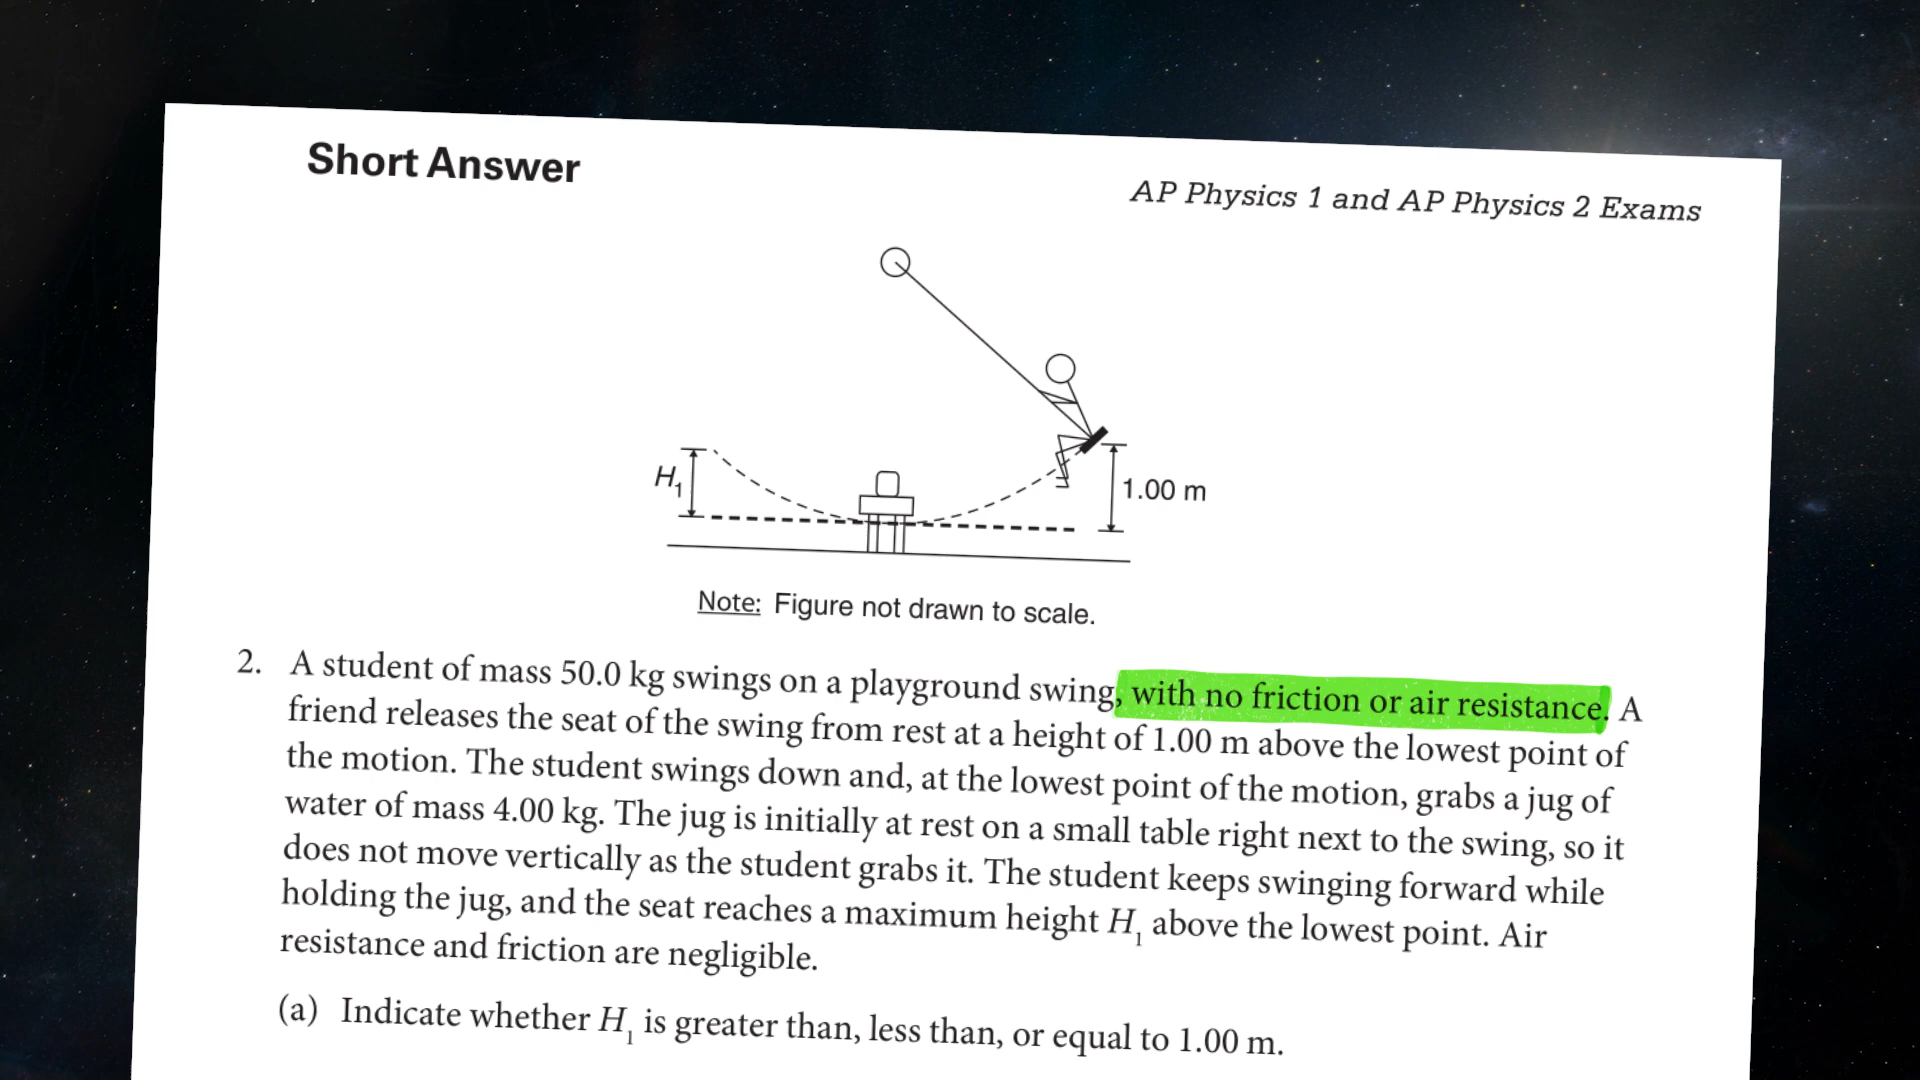 Short Answer
AP Physics 1 and AP Physics 2 Exams
H1
1.00 m
Note: Figure not drawn to scale.
2. A student of mass 50.0 kg swings on a playground swing, with no friction or air resistance. A
friend releases the seat of the swing from rest at a height of 1.00 m above the lowest point of
the motion. The student swings down and, at the lowest point of the motion, grabs a jug of
water of mass 4.00 kg. The jug is initially at rest on a small table right next to the swing, so it
does not move vertically as the student grabs it. The student keeps swinging forward while
holding the jug, and the seat reaches a maximum height H1 above the lowest point. Air
resistance and friction are negligible.
(a) Indicate whether H1 is greater than, less than, or equal to 1.00 m.